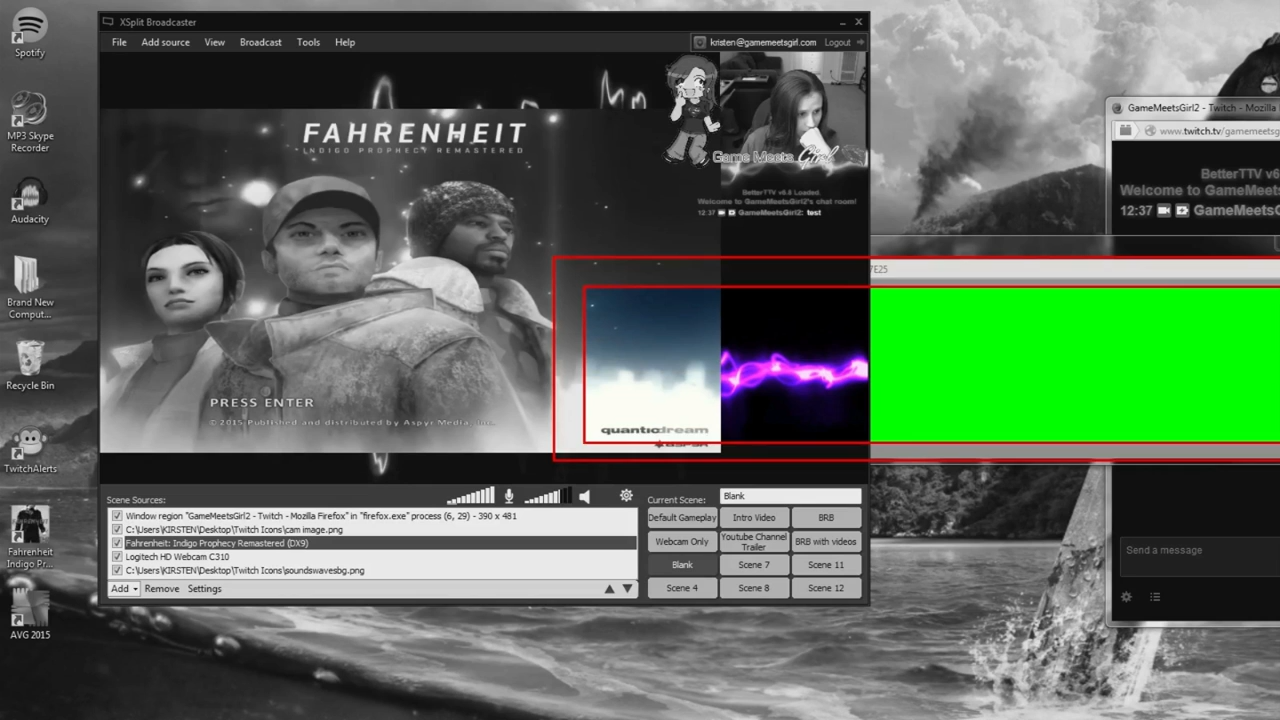 Spotify
MP3 Skype
Recorder
Audacity
Brand New
Comput...
Recycle Bin
TwitchAlerts
Fahrenheit
Indigo Pr...
AVG 2015
XSplit Broadcaster
File Add source View Broadcast Tools Help
kristen@gamemeetsgirl.com Logout
FAHRENHEIT
INDIGO PROPHECY REMASTERED
Game Meets Girl
BetterTTV v6.8 Loaded.
Welcome to GameMeetsGirl2's chat room!
12:37 GameMeetsGirl2: test
PRESS ENTER
© 2015 Published and distributed by Aspyr Media, Inc.
quanticdream
ASPYR
Scene Sources:
Window region "GameMeetsGirl2 - Twitch - Mozilla Firefox" in "firefox.exe" process (6, 29) - 390 x 481
C:\Users\KIRSTEN\Desktop\Twitch Icons\cam image.png
Fahrenheit: Indigo Prophecy Remastered (DX9)
Logitech HD Webcam C310
C:\Users\KIRSTEN\Desktop\Twitch Icons\soundswavesbg.png
Add Remove Settings
Current Scene: Blank
Default Gameplay Intro Video BRB
Webcam Only Youtube Channel Trailer BRB with videos
Blank Scene 7 Scene 11
Scene 4 Scene 8 Scene 12
GameMeetsGirl2 - Twitch - Mozilla
www.twitch.tv/gamemeetsg
BetterTTV v6
Welcome to GameMeets
12:37 GameMeetsG
7E25
Send a message